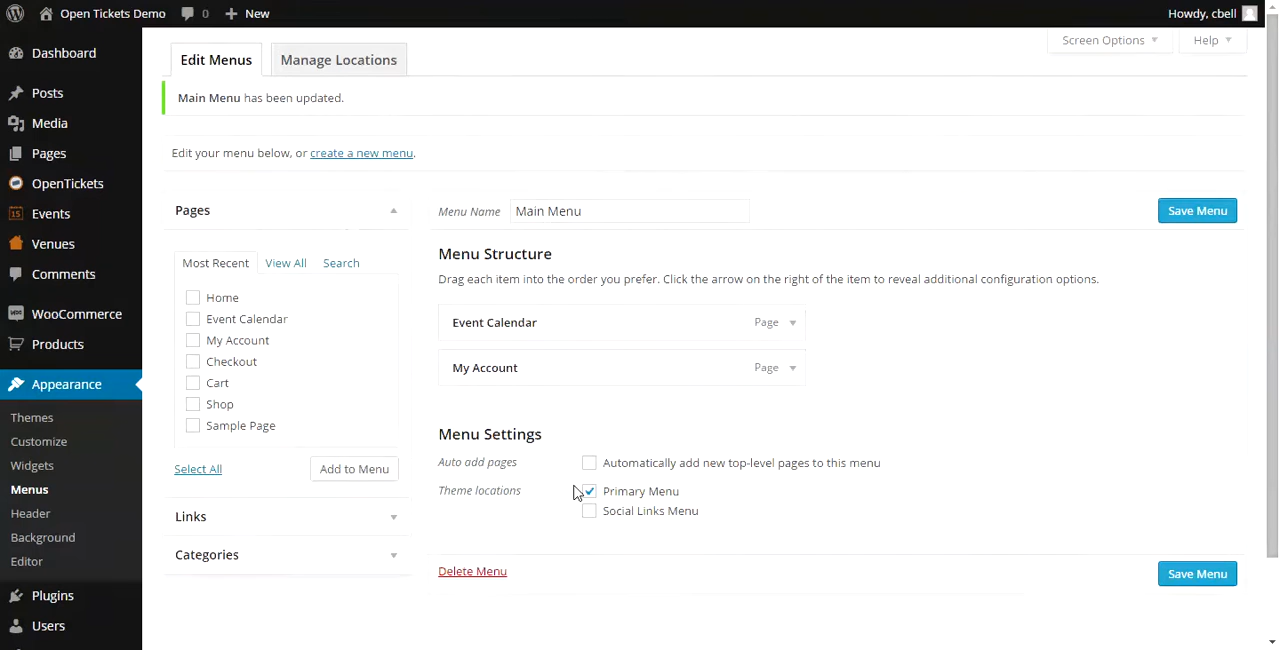 Open Tickets Demo 0 New Howdy, cbell
Dashboard
Posts
Media
Pages
OpenTickets
15 Events
Venues
Comments
WooCommerce
Products
Appearance
Themes
Customize
Widgets
Menus
Header
Background
Editor
Plugins
Users
Screen Options Help
Edit Menus Manage Locations
Main Menu has been updated.
Edit your menu below, or create a new menu.
Pages
Most Recent View All Search
Home
Event Calendar
My Account
Checkout
Cart
Shop
Sample Page
Select All Add to Menu
Links
Categories
Menu Name Main Menu Save Menu
Menu Structure
Drag each item into the order you prefer. Click the arrow on the right of the item to reveal additional configuration options.
Event Calendar Page
My Account Page
Menu Settings
Auto add pages Automatically add new top-level pages to this menu
Theme locations Primary Menu
Social Links Menu
Delete Menu Save Menu